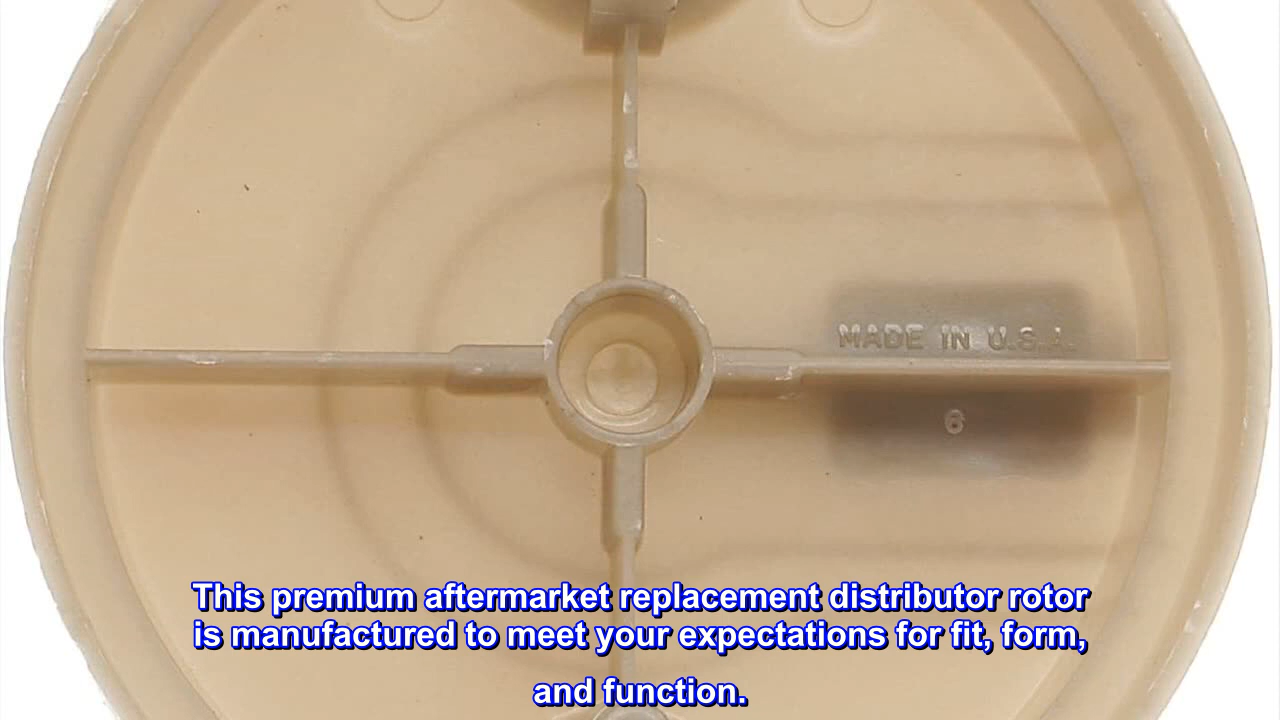 MADE IN U.S.A.
6
This premium aftermarket replacement distributor rotor
is manufactured to meet your expectations for fit, form,
and function.